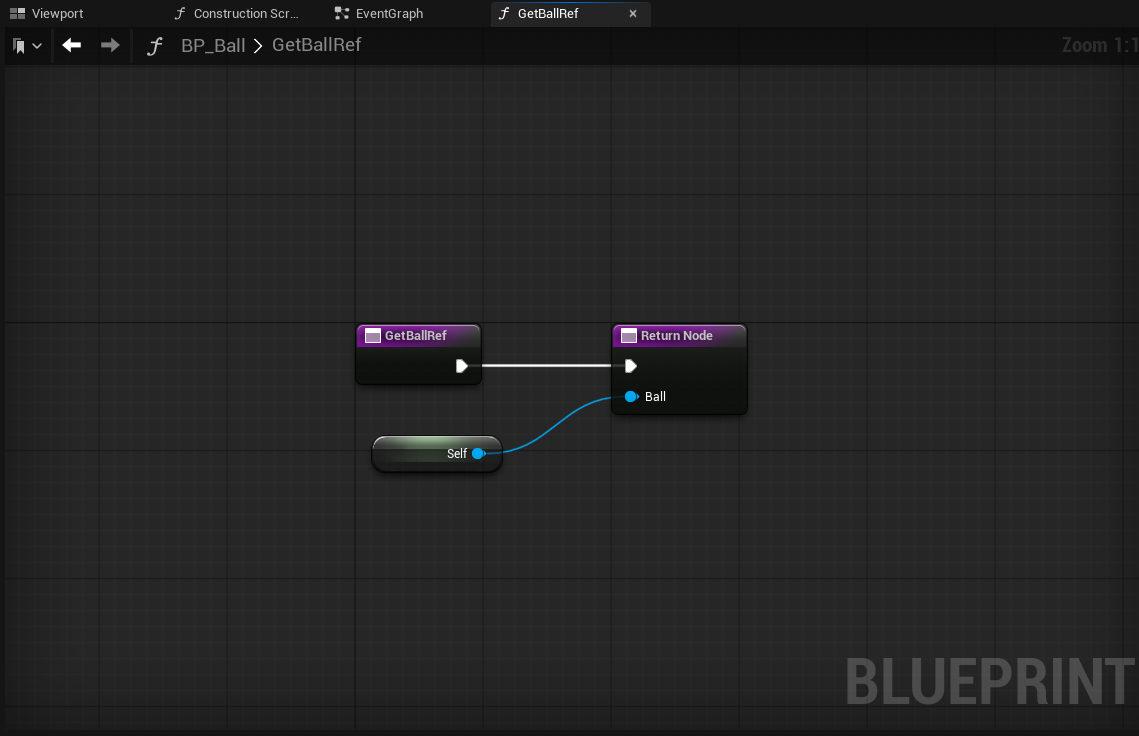 Viewport
Construction Scr...
EventGraph
GetBallRef
BP_Ball > GetBallRef
Zoom 1:1
GetBallRef
Return Node
Ball
Self
BLUEPRINT